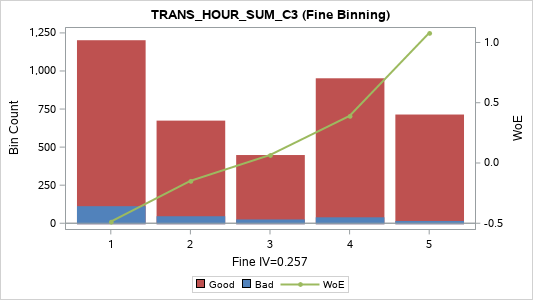 TRANS_HOUR_SUM_C3 (Fine Binning)
1,250
1,000
750
500
250
0
Bin Count
1.0
0.5
0.0
-0.5
WoE
1 2 3 4 5
Fine IV=0.257
Good Bad WoE